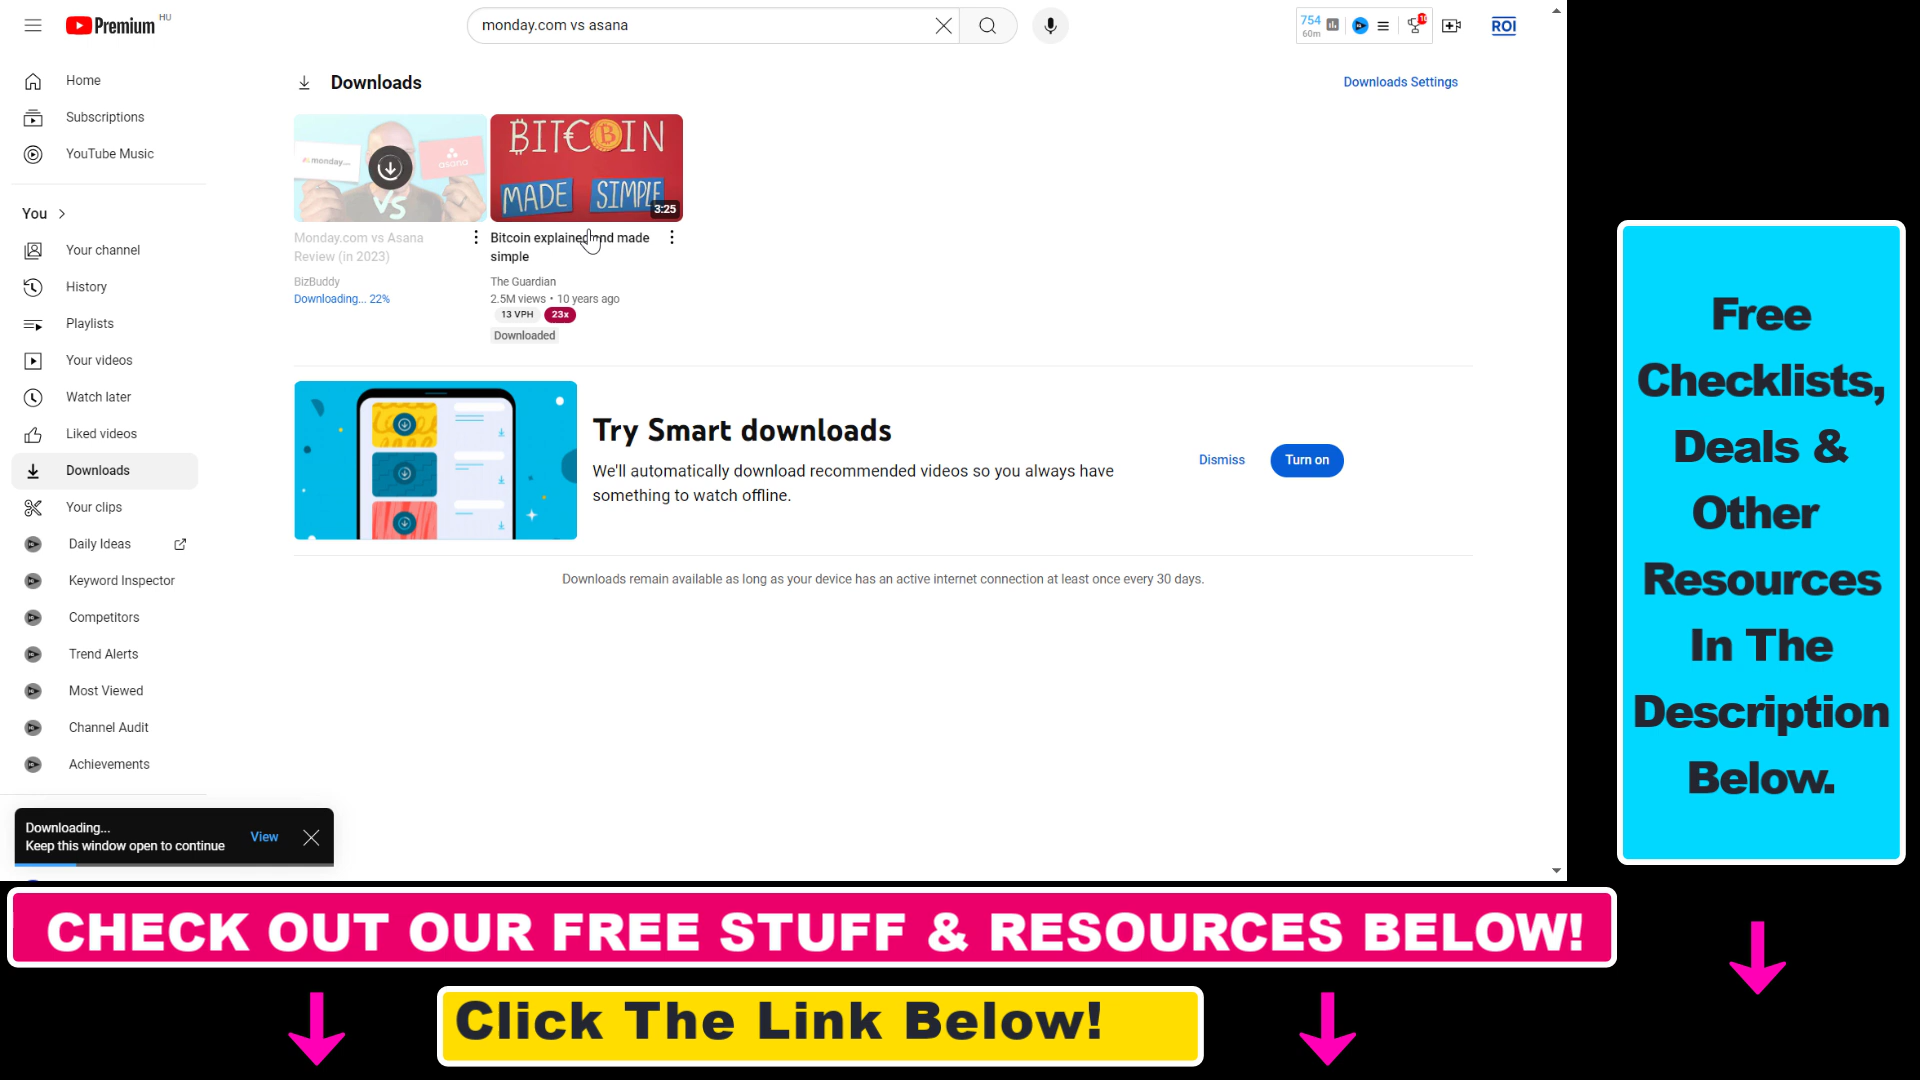 Premium HU
monday.com vs asana
754
60m
10
ROI
Home
Subscriptions
YouTube Music
You
Your channel
History
Playlists
Your videos
Watch later
Liked videos
Downloads
Your clips
Daily Ideas
Keyword Inspector
Competitors
Trend Alerts
Most Viewed
Channel Audit
Achievements
Downloads
Downloads Settings
monday...
asana
VS
Monday.com vs Asana
Review (in 2023)
BizBuddy
Downloading... 22%
BIT€BIN
MADE SIMPLE
3:25
Bitcoin explained and made
simple
The Guardian
2.5M views • 10 years ago
13 VPH 23x
Downloaded
Try Smart downloads
We'll automatically download recommended videos so you always have
something to watch offline.
Dismiss
Turn on
Downloads remain available as long as your device has an active internet connection at least once every 30 days.
Downloading...
Keep this window open to continue
View
Free
Checklists,
Deals &
Other
Resources
In The
Description
Below.
CHECK OUT OUR FREE STUFF & RESOURCES BELOW!
Click The Link Below!